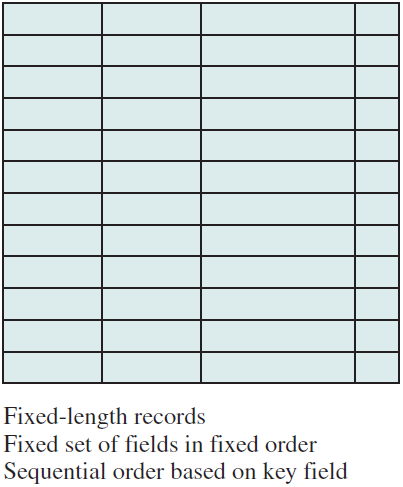 Fixed-length records
Fixed set of fields in fixed order
Sequential order based on key field